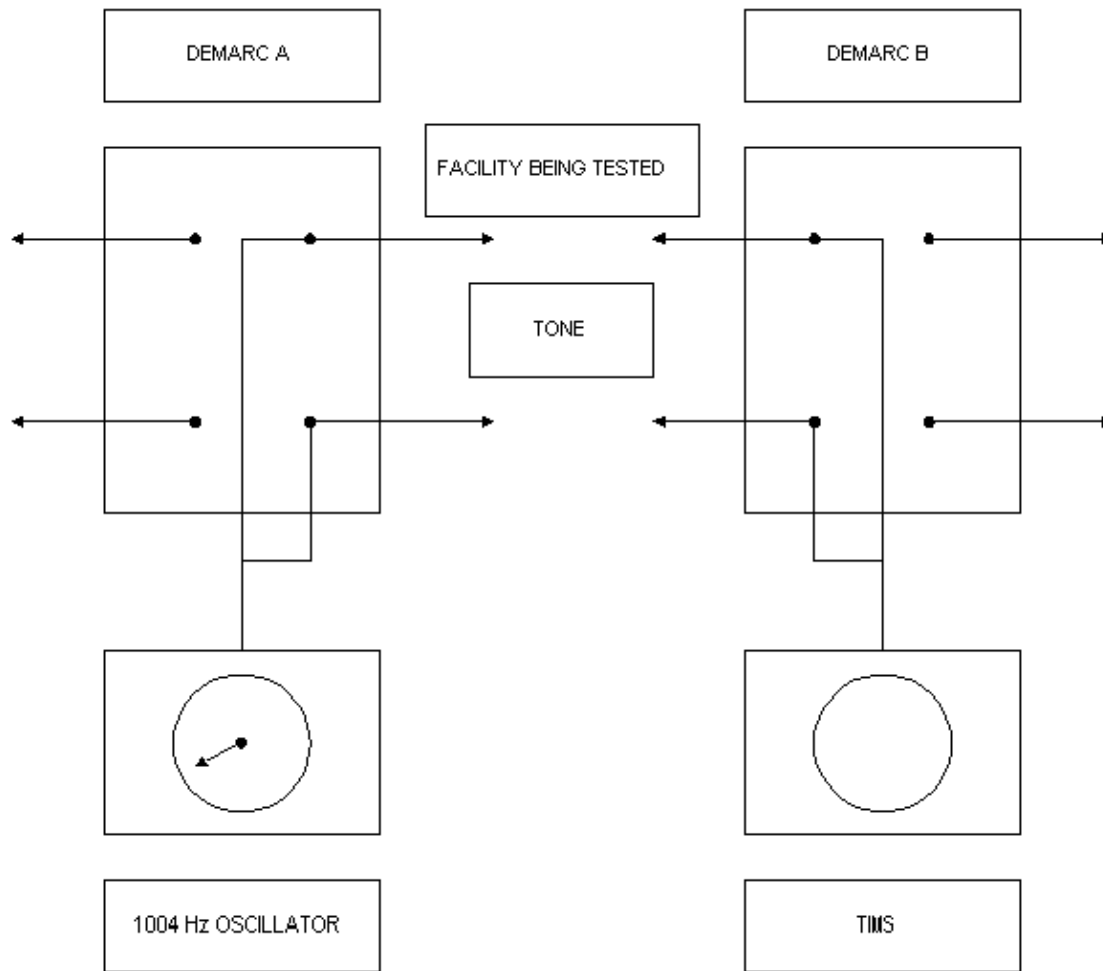 DEMARC A
DEMARC B
FACILITY BEING TESTED
TONE
1004 Hz OSCILLATOR
TIMS